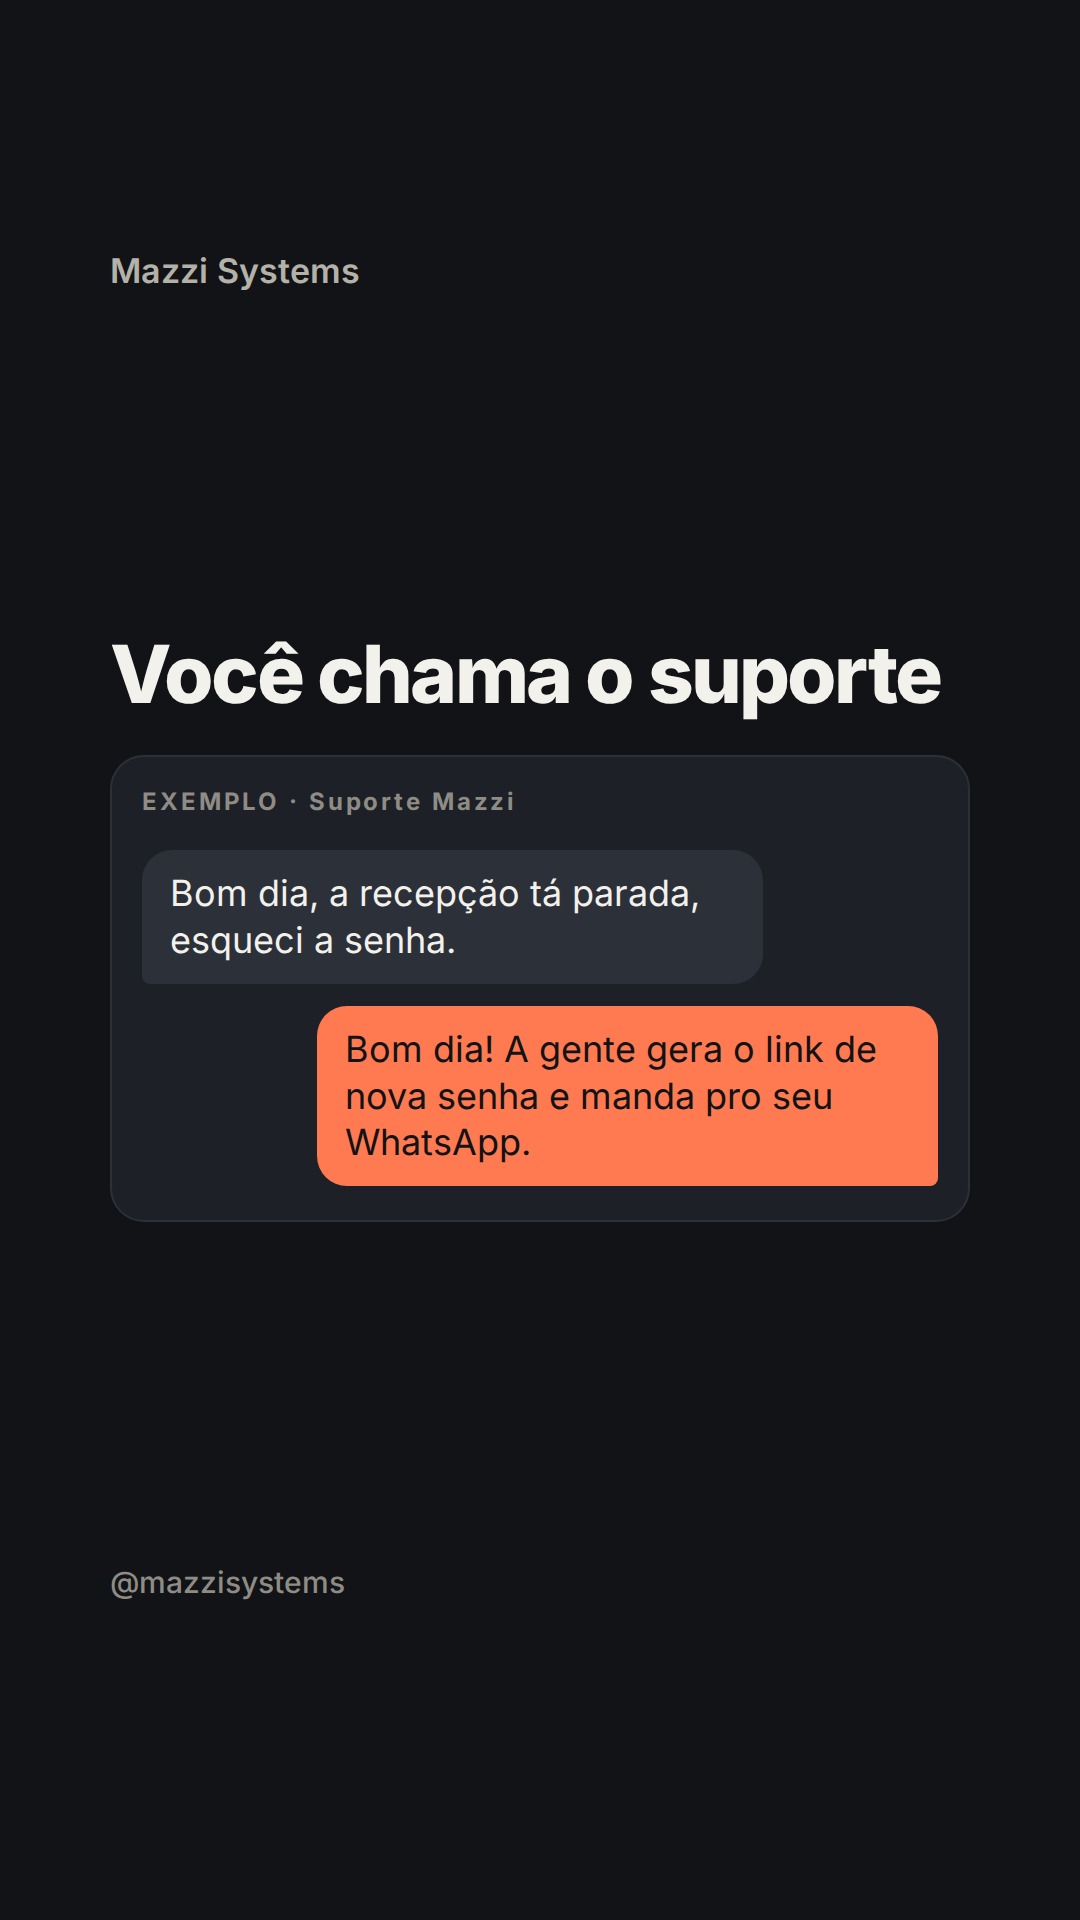 Mazzi Systems
Você chama o suporte
EXEMPLO · Suporte Mazzi
Bom dia, a recepção tá parada,
esqueci a senha.
Bom dia! A gente gera o link de
nova senha e manda pro seu
WhatsApp.
@mazzisystems